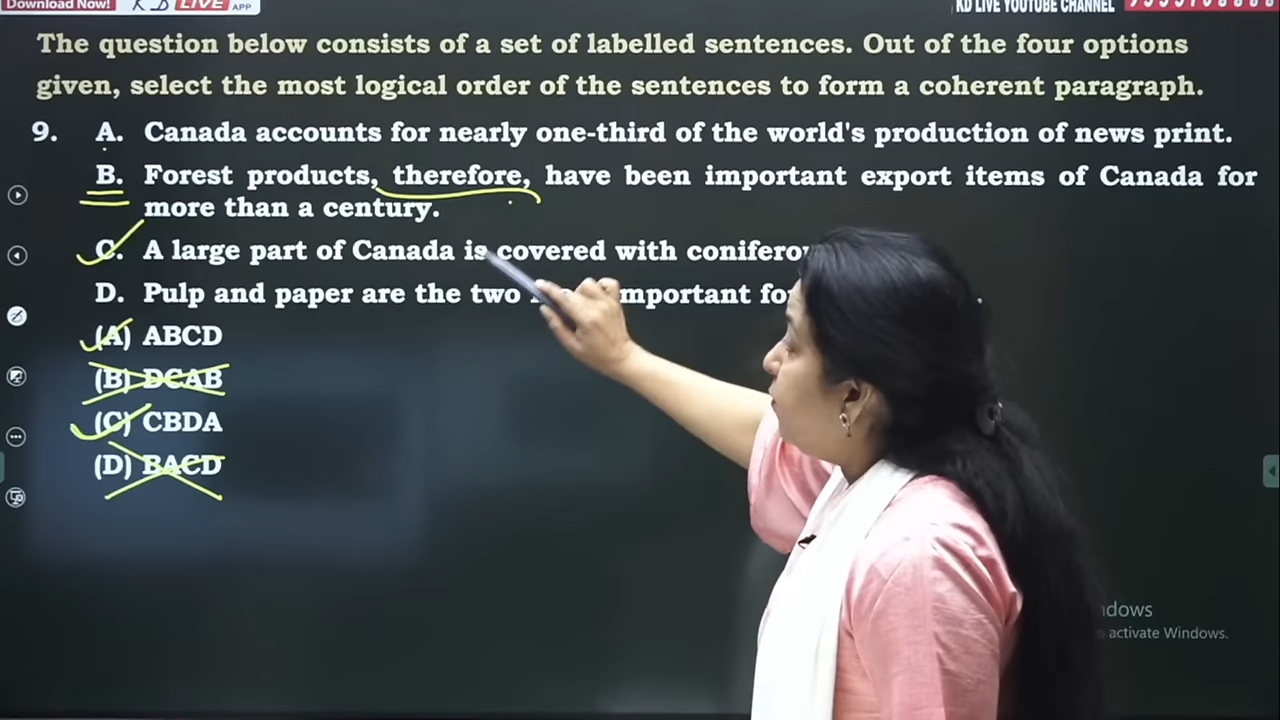 Download Now! KD LIVE APP
KD LIVE YOUTUBE CHANNEL
The question below consists of a set of labelled sentences. Out of the four options
given, select the most logical order of the sentences to form a coherent paragraph.
9. A. Canada accounts for nearly one-third of the world's production of news print.
B. Forest products, therefore, have been important export items of Canada for
more than a century.
C. A large part of Canada is covered with
D. Pulp and paper are the two
(A) ABCD
(B) DCAB
(C) CBDA
(D) BACD
activate Windows.